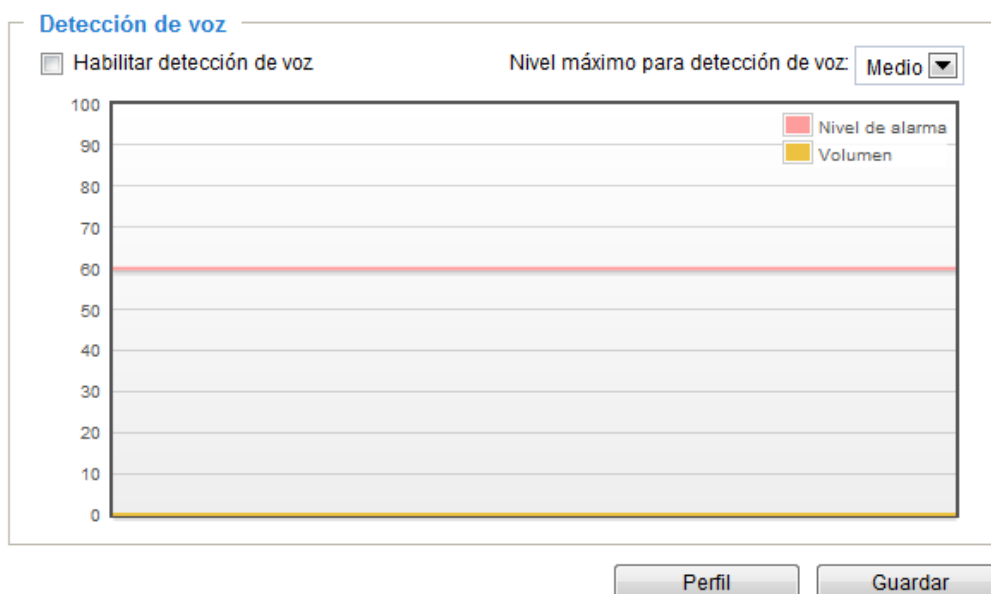 Detección de voz
Habilitar detección de voz
Nivel máximo para detección de voz: Medio
100
90
80
70
60
50
40
30
20
10
0
Nivel de alarma
Volumen
Perfil
Guardar